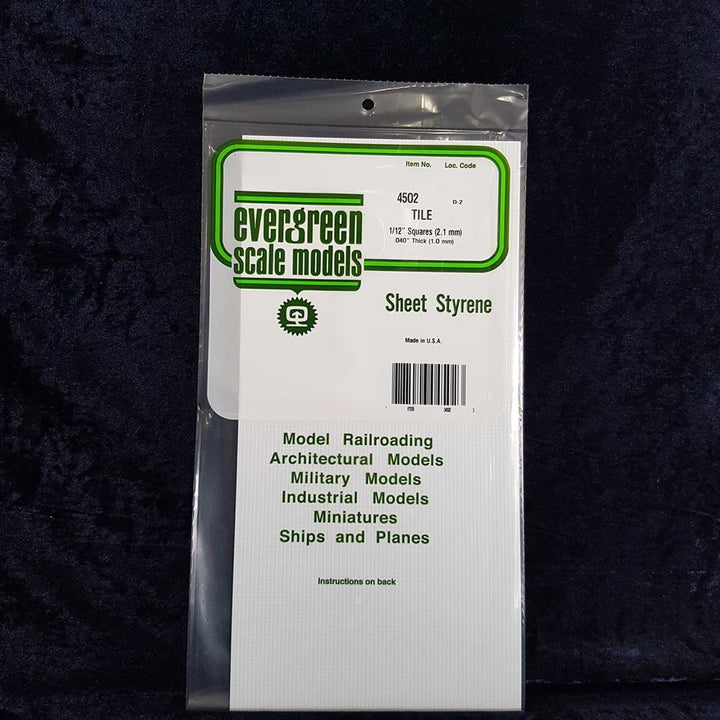 Item No. Loc. Code
4502 D-2
TILE
1/12" Squares (2.1 mm)
.040" Thick (1.0 mm)
evergreen
scale models
Sheet Styrene
Made in U.S.A.
Model Railroading
Architectural Models
Military Models
Industrial Models
Miniatures
Ships and Planes
Instructions on back